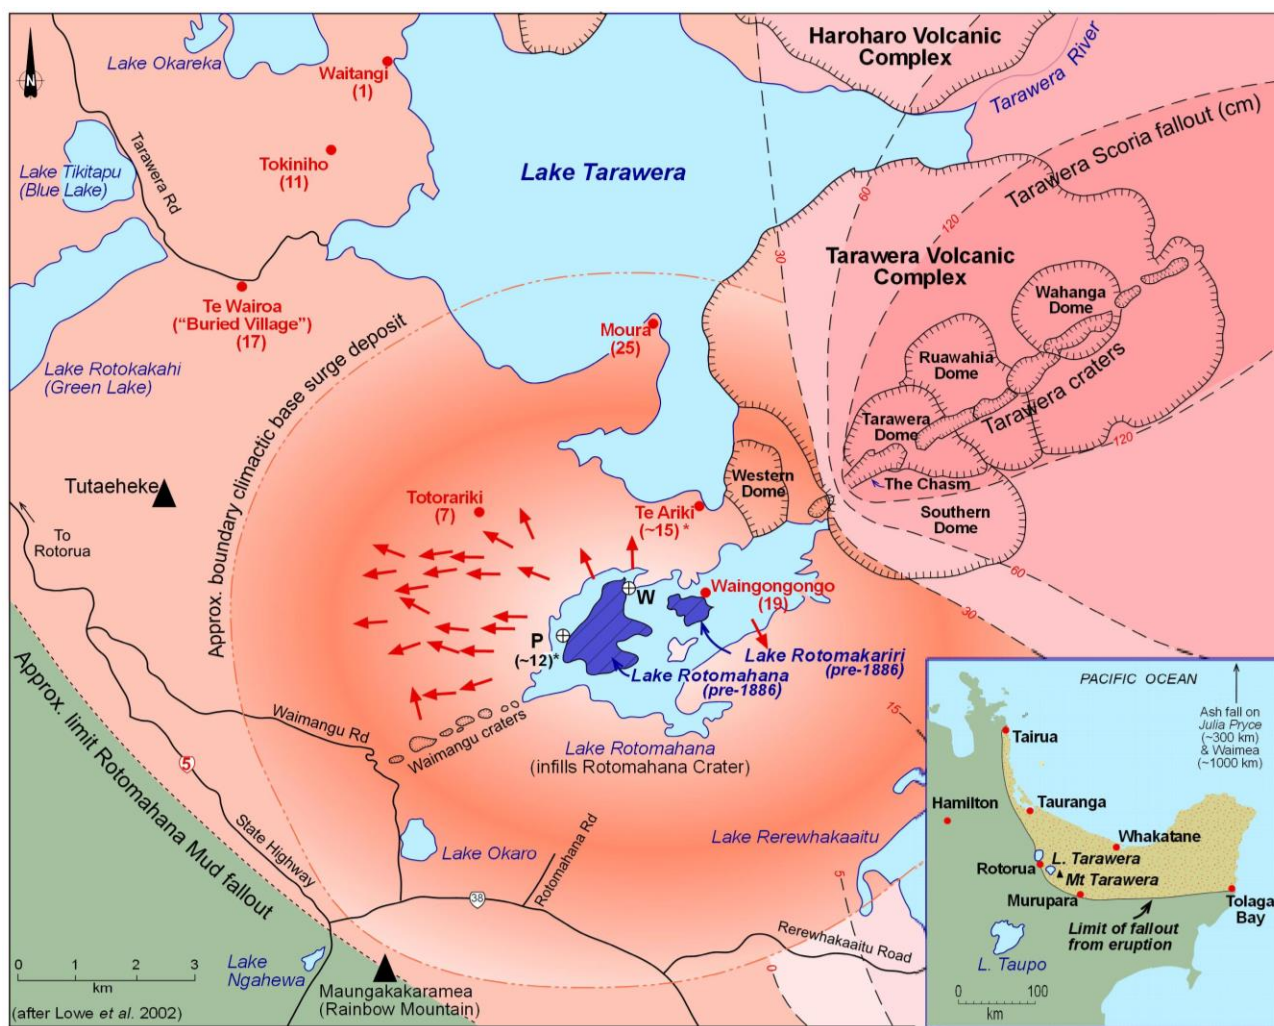 Haroharo Volcanic
Complex
Tarawera River
Lake Okareka
Waitangi
(1)
N
Tarawera Scoria fallout (cm)
Tarawera Rd
Tokiniho
(11)
Lake Tikitapu
(Blue Lake)
Lake Tarawera
60
120
30
Tarawera Volcanic
Complex
Te Wairoa
("Buried Village")
(17)
Wahanga
Dome
Moura
(25)
Lake Rotokakahi
(Green Lake)
Approx. boundary climactic base surge deposit
Ruawahia
Dome
Tarawera craters
Tarawera
Dome
120
Western
Dome
The Chasm
Tutaeheke
Totorariki
(7)
Te Ariki
(~15) *
Southern
Dome
To
Rotorua
60
Waingongongo
(19)
W
30
P
(~12)*
Lake Rotomakariri
(pre-1886)
Lake Rotomahana
(pre-1886)
Approx. limit Rotomahana Mud fallout
Waimangu Rd
Waimangu craters
15
Lake Rotomahana
(infills Rotomahana Crater)
5
State Highway
Lake Okaro
Rotomahana Rd
Lake Rerewhakaaitu
5
38
Rerewhakaaitu Road
0
Lake
Ngahewa
Maungakakaramea
(Rainbow Mountain)
0 1 2 3
km
(after Lowe et al. 2002)
PACIFIC OCEAN
Ash fall on
Julia Pryce
(~300 km)
& Waimea
(~1000 km)
Tairua
Hamilton
Tauranga
Whakatane
L. Tarawera
Rotorua
Mt Tarawera
Murupara
Tolaga
Bay
Limit of fallout
from eruption
L. Taupo
0 100
km